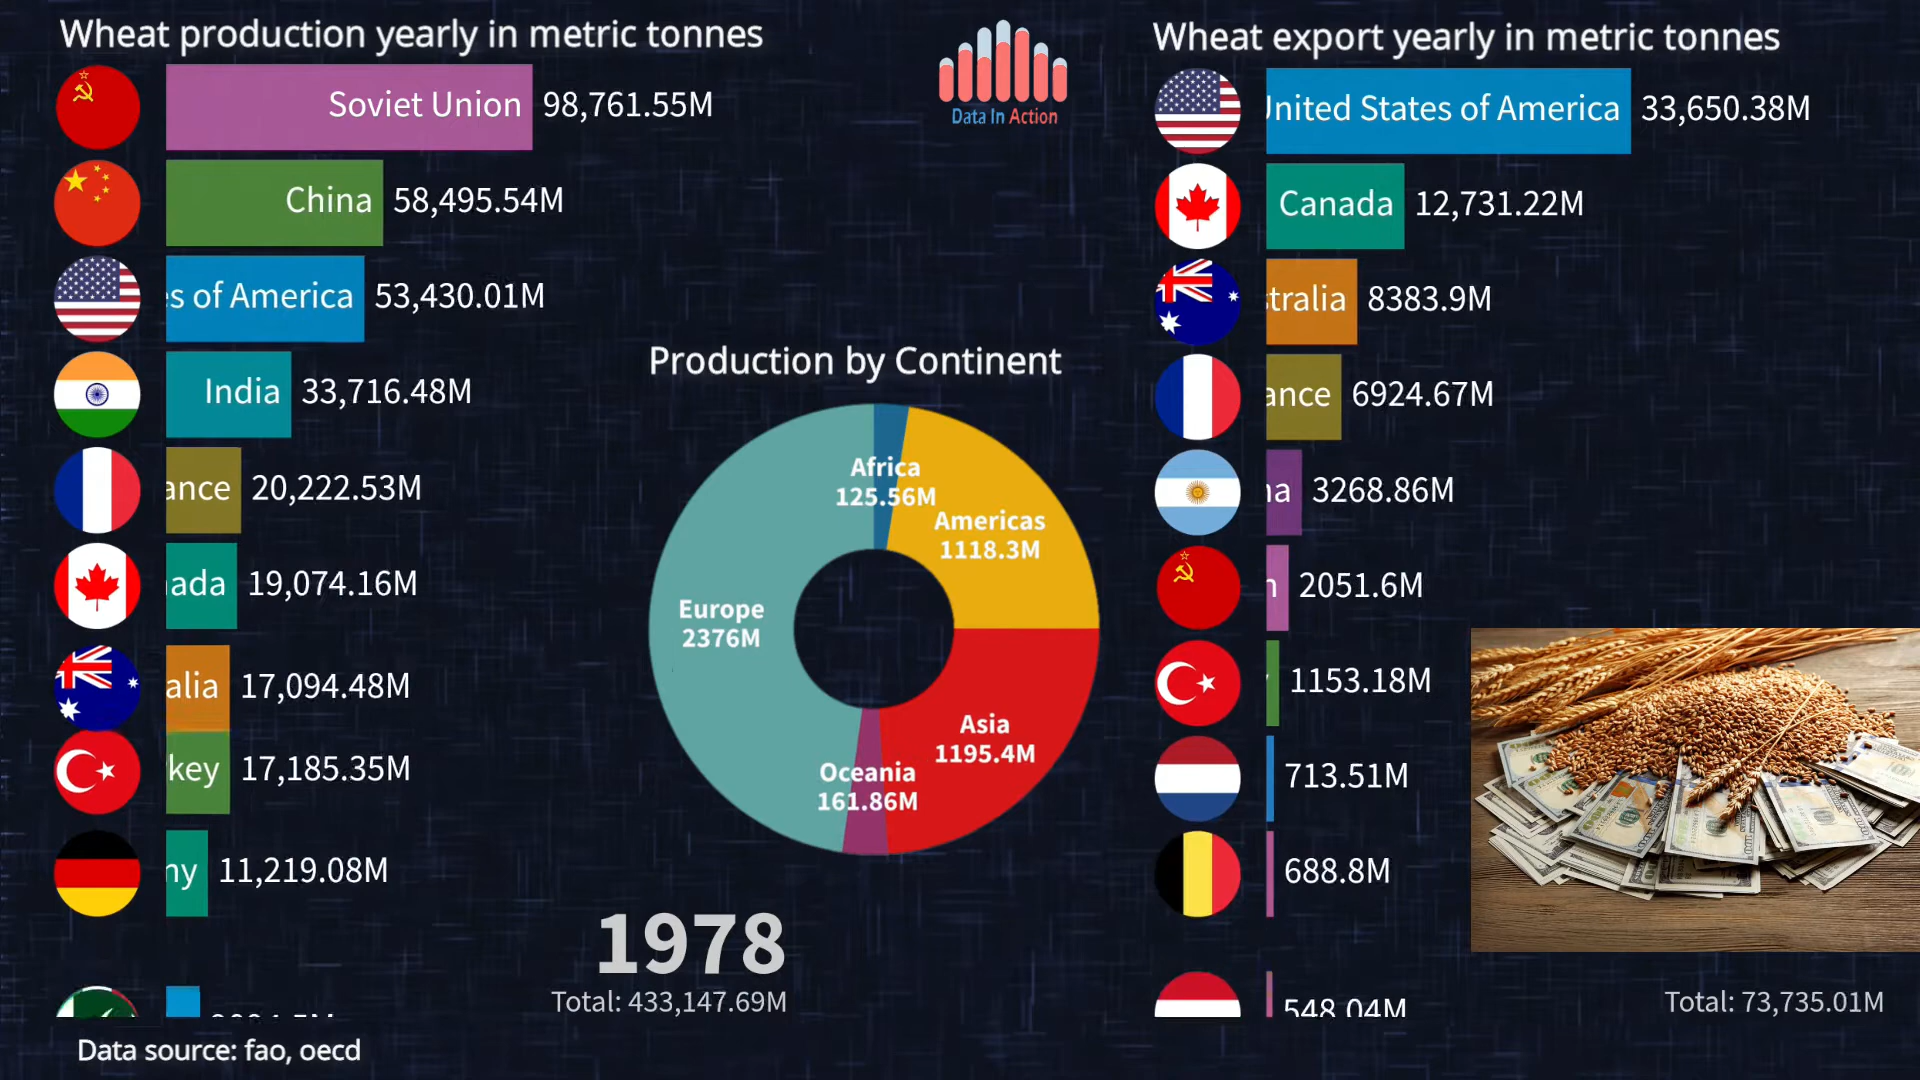 Wheat production yearly in metric tonnes
Soviet Union 98,761.55M
China 58,495.54M
es of America 53,430.01M
India 33,716.48M
ance 20,222.53M
ada 19,074.16M
alia 17,094.48M
key 17,185.35M
ny 11,219.08M
Data In Action
Production by Continent
Africa
125.56M
Americas
1118.3M
Europe
2376M
Asia
1195.4M
Oceania
161.86M
1978
Total: 433,147.69M
Wheat export yearly in metric tonnes
United States of America 33,650.38M
Canada 12,731.22M
tralia 8383.9M
ance 6924.67M
na 3268.86M
n 2051.6M
1153.18M
713.51M
688.8M
548.04M
Total: 73,735.01M
Data source: fao, oecd